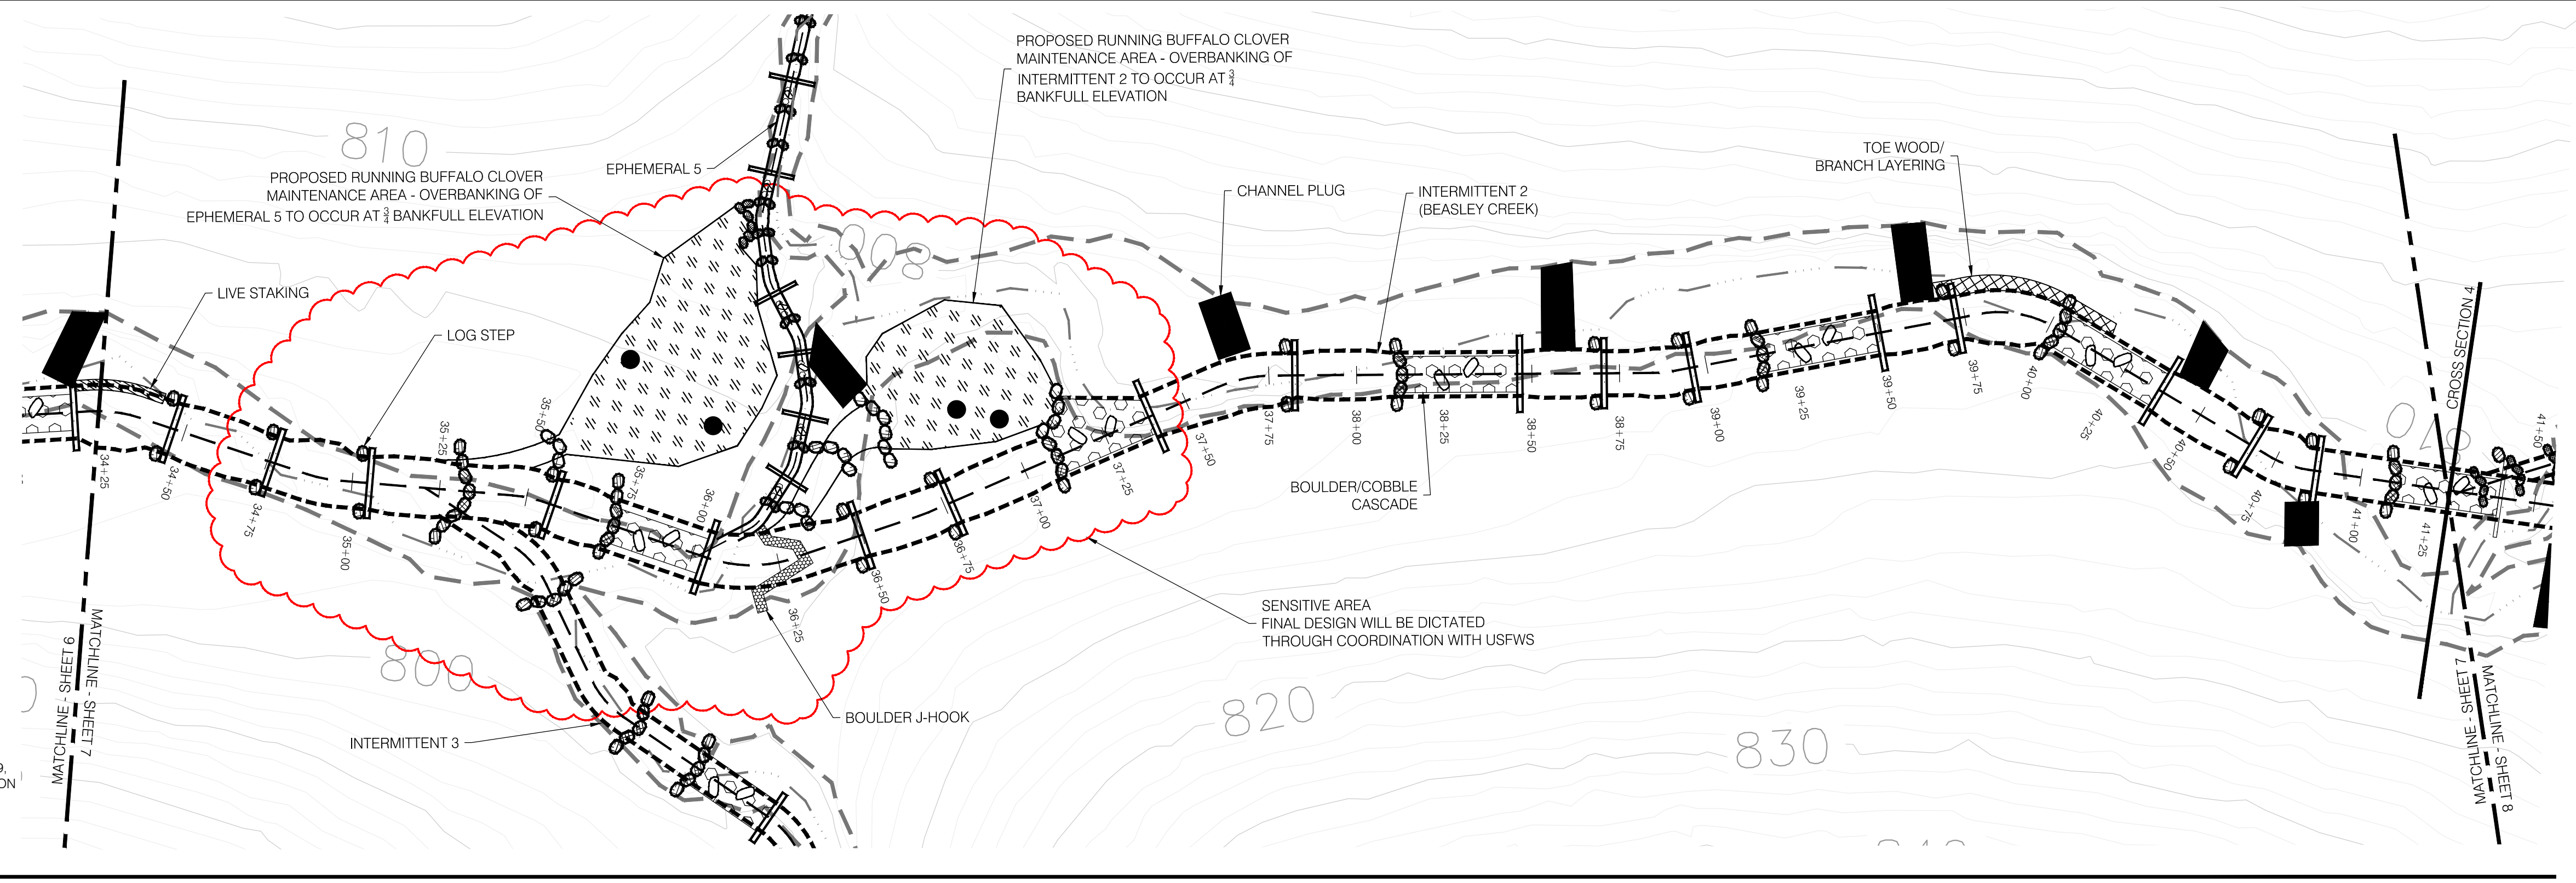 PROPOSED RUNNING BUFFALO CLOVER
MAINTENANCE AREA - OVERBANKING OF
INTERMITTENT 2 TO OCCUR AT 3/4
BANKFULL ELEVATION
810
EPHEMERAL 5
PROPOSED RUNNING BUFFALO CLOVER
MAINTENANCE AREA - OVERBANKING OF
EPHEMERAL 5 TO OCCUR AT 3/4 BANKFULL ELEVATION
TOE WOOD/
BRANCH LAYERING
CHANNEL PLUG
INTERMITTENT 2
(BEASLEY CREEK)
800
LIVE STAKING
LOG STEP
CROSS SECTION 4
34+25
34+50
34+75
35+00
35+25
35+50
35+75
36+00
36+25
36+50
36+75
37+00
37+25
37+50
37+75
38+00
38+25
38+50
38+75
39+00
39+25
39+50
39+75
40+00
40+25
40+50
40+75
41+00
41+25
41+50
BOULDER/COBBLE
CASCADE
SENSITIVE AREA
FINAL DESIGN WILL BE DICTATED
THROUGH COORDINATION WITH USFWS
800
820
830
BOULDER J-HOOK
INTERMITTENT 3
MATCHLINE - SHEET 6
MATCHLINE - SHEET 7
MATCHLINE - SHEET 7
MATCHLINE - SHEET 8
ON